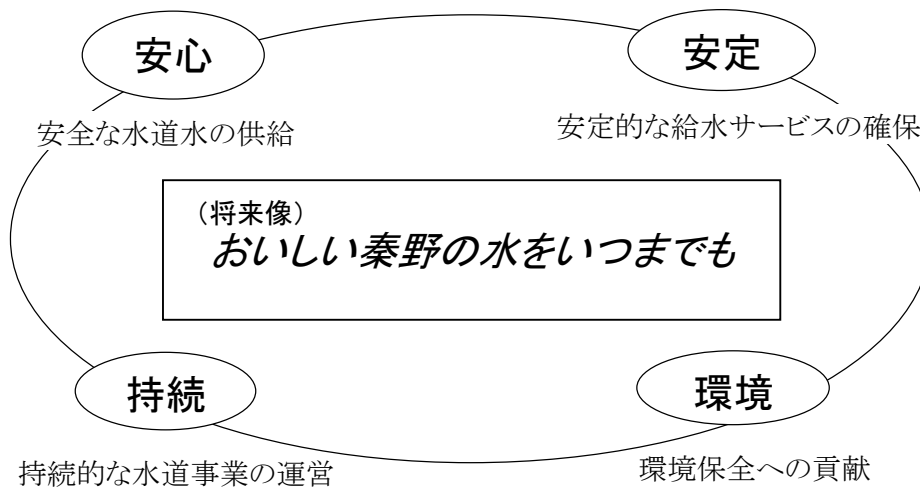 安心
安定
安全な水道水の供給
安定的な給水サービスの確保
（将来像）
おいしい秦野の水をいつまでも
持続
環境
持続的な水道事業の運営
環境保全への貢献